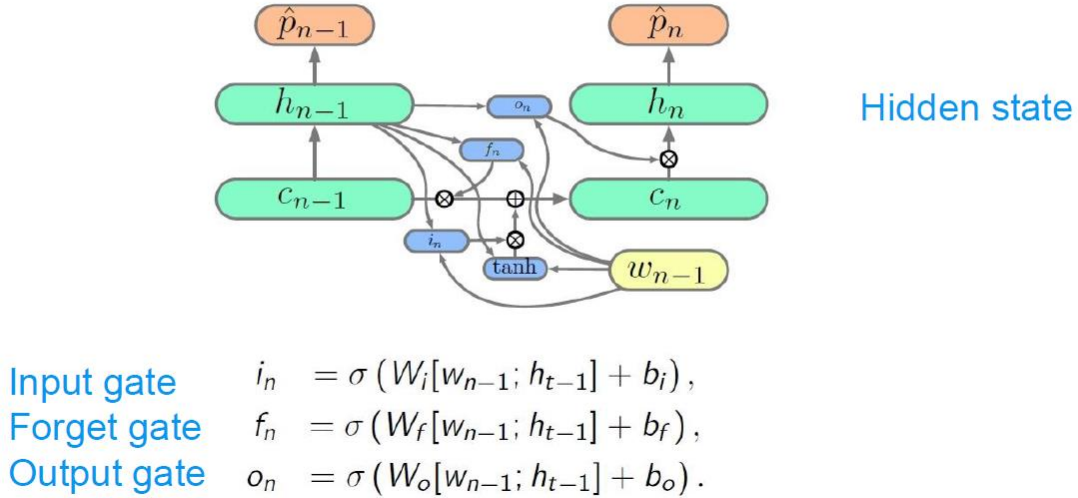 p̂ₙ₋₁ p̂ₙ
hₙ₋₁ oₙ hₙ Hidden state
fₙ
cₙ₋₁ ⊗ ⊕ cₙ
iₙ ⊗
tanh wₙ₋₁
Input gate iₙ = σ (Wᵢ[wₙ₋₁; hₜ₋₁] + bᵢ) ,
Forget gate fₙ = σ (W_f[wₙ₋₁; hₜ₋₁] + b_f) ,
Output gate oₙ = σ (Wₒ[wₙ₋₁; hₜ₋₁] + bₒ) .